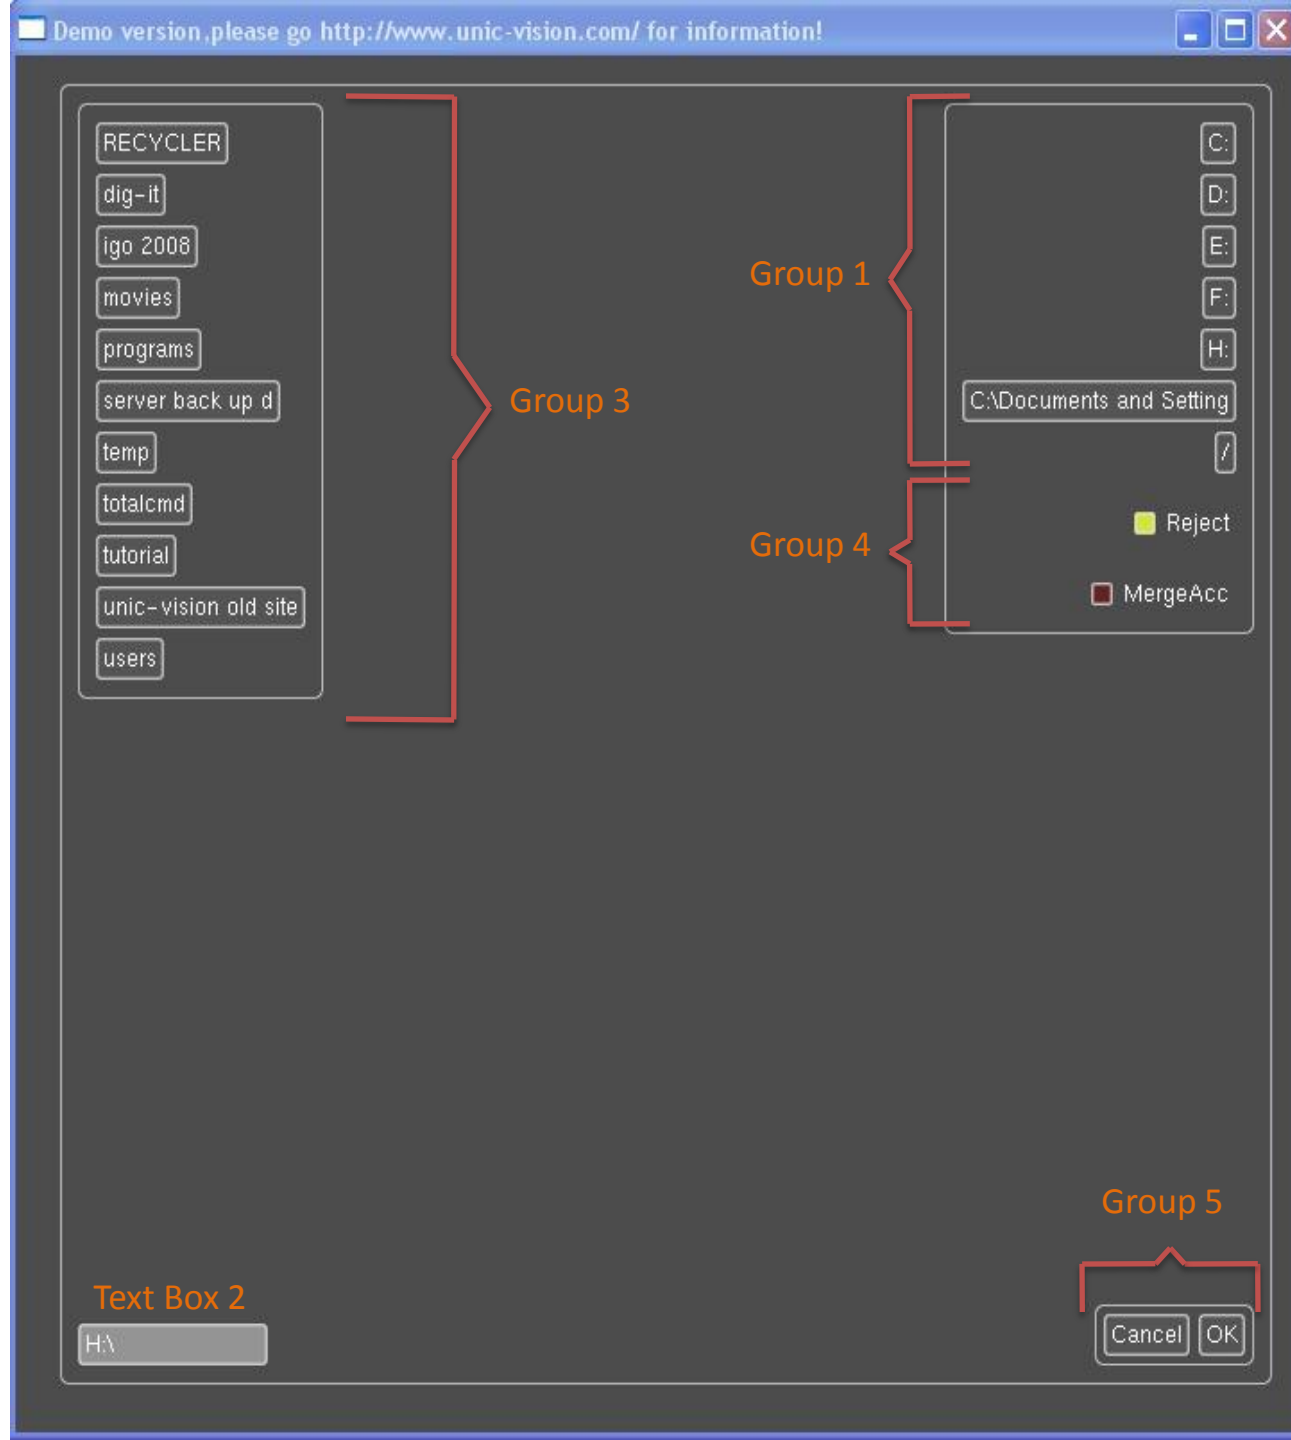 Demo version,please go http://www.unic-vision.com/ for information!
RECYCLER
dig-it
igo 2008
movies
programs
server back up d
temp
totalcmd
tutorial
unic-vision old site
users
Group 3
Group 1
C:
D:
E:
F:
H:
C:\Documents and Setting
/
Group 4
Reject
MergeAcc
Group 5
Text Box 2
H:\
Cancel OK